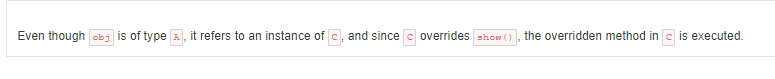 Even though obj is of type A, it refers to an instance of C, and since C overrides show(), the overridden method in C is executed.